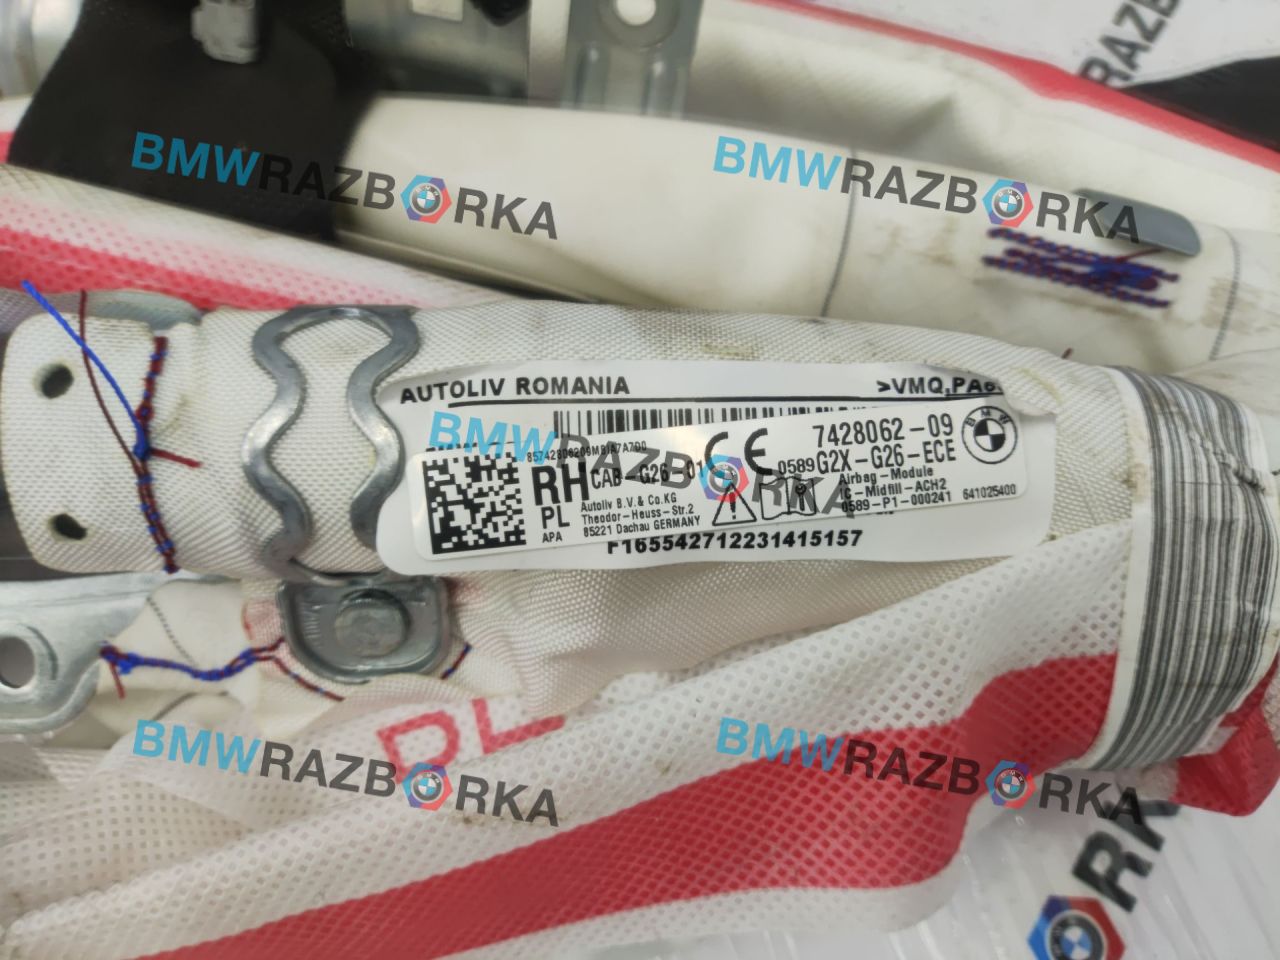 BMWRAZBORKA
BMWRAZBORKA
AUTOLIV ROMANIA >VMQ,PA6.
7428062-09
RH CAB-G26-01 CE 0589 G2X-G26-ECE
PL Autoliv B.V. & Co.KG Airbag-Module
Theodor-Heuss-Str.2 IC-Midfill-ACH2
APA 85221 Dachau GERMANY 0589-P1-000241 641025400
F165542712231415157
BMWRAZBORKA
BMWRAZBORKA
BMWRAZBORKA